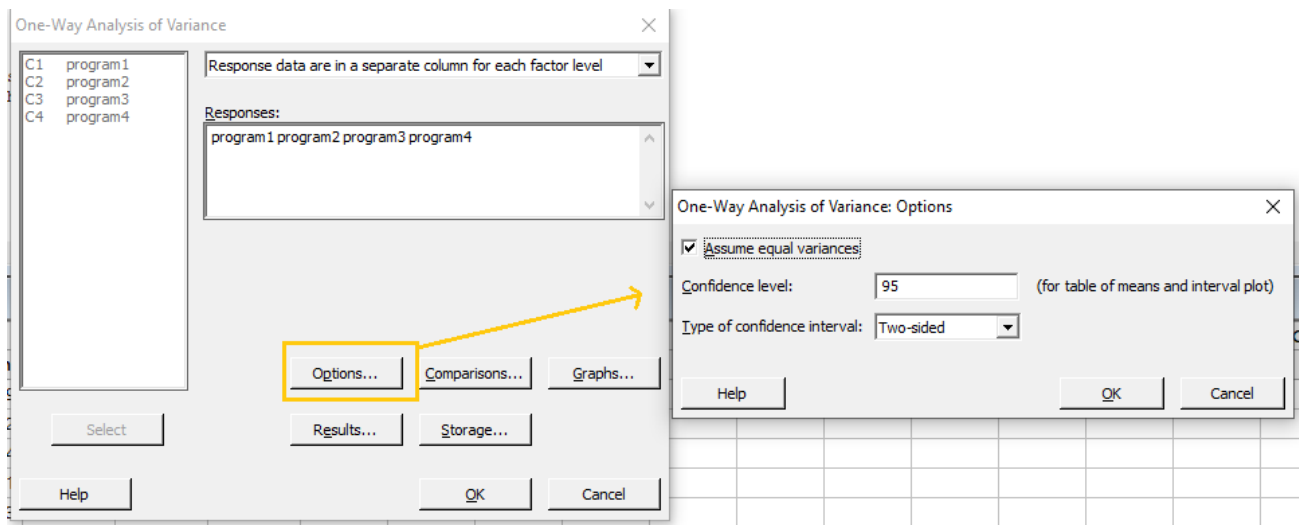 One-Way Analysis of Variance
C1 program1
C2 program2
C3 program3
C4 program4
Response data are in a separate column for each factor level
Responses:
program1 program2 program3 program4
Options...
Comparisons...
Graphs...
Select
Results...
Storage...
Help
OK
Cancel
One-Way Analysis of Variance: Options
Assume equal variances
Confidence level: 95 (for table of means and interval plot)
Type of confidence interval: Two-sided
Help
OK
Cancel